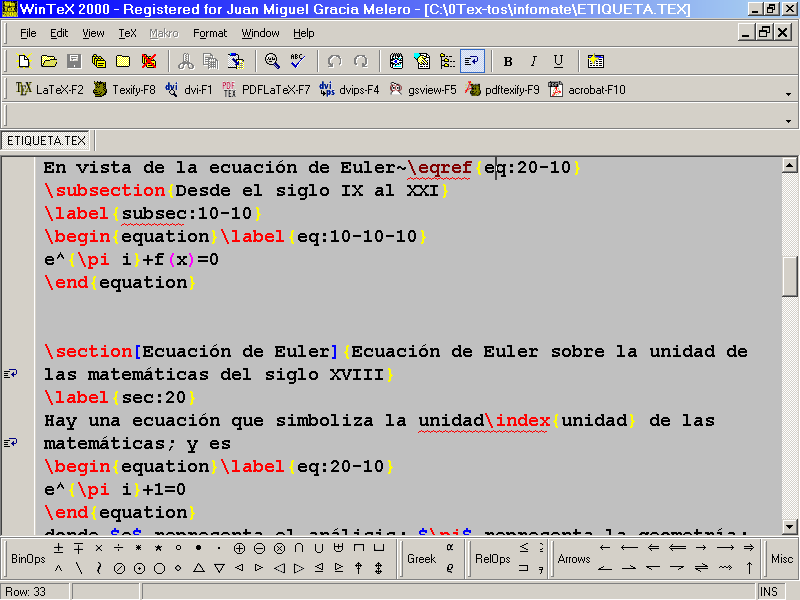 WinTeX 2000 - Registered for Juan Miguel Gracia Melero - [C:\0Tex-tos\infomate\ETIQUETA.TEX]
File Edit View TeX Makro Format Window Help
B I U
LaTeX-F2 Texify-F8 dvi-F1 PDFLaTeX-F7 dvips-F4 gsview-F5 pdftexify-F9 acrobat-F10
ETIQUETA.TEX
En vista de la ecuación de Euler~\eqref{eq:20-10}
\subsection{Desde el siglo IX al XXI}
\label{subsec:10-10}
\begin{equation}\label{eq:10-10-10}
e^{\pi i}+f(x)=0
\end{equation}
\section[Ecuación de Euler]{Ecuación de Euler sobre la unidad de
las matemáticas del siglo XVIII}
\label{sec:20}
Hay una ecuación que simboliza la unidad\index{unidad} de las
matemáticas; y es
\begin{equation}\label{eq:20-10}
e^{\pi i}+1=0
\end{equation}
donde $e$ representa el análisis; $\pi$ representa la geometría;
BinOps Greek RelOps Arrows Misc
Row: 33 INS